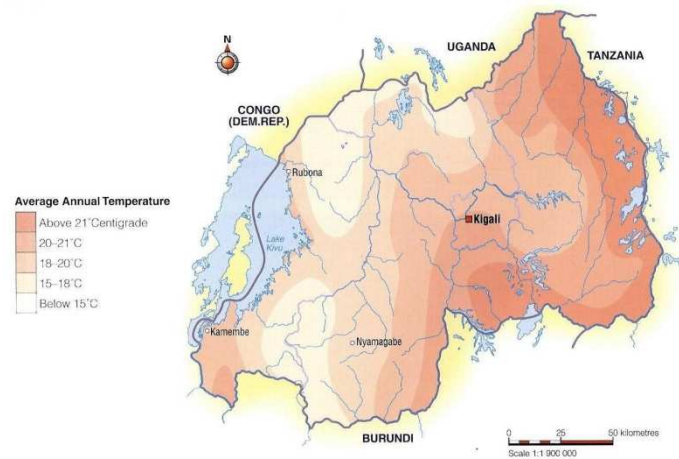 N
UGANDA
TANZANIA
CONGO
(DEM.REP.)
Rubona
Average Annual Temperature
Above 21°Centigrade
20–21°C
18–20°C
15–18°C
Below 15°C
Kigali
Lake
Kivu
Kamembe
Nyamagabe
BURUNDI
0 25 50 kilometres
Scale 1:1 900 000